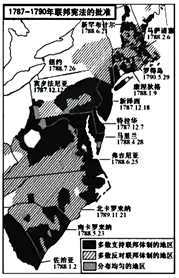 1787-1790年联邦宪法的批准
新罕布什尔
1788.6.21
马萨诸塞
1788.2.6
纽约
1788.7.26
罗得岛
1790.5.29
康涅狄格
1788.1.9
宾夕法尼亚
1787.12.12
新泽西
1787.12.18
特拉华
1787.12.7
马里兰
1788.4.28
弗吉尼亚
1788.6.25
北卡罗来纳
1789.11.21
南卡罗来纳
1788.5.23
佐治亚
1788.1.2
多数支持联邦体制的地区
多数反对联邦体制的地区
分布均匀的地区